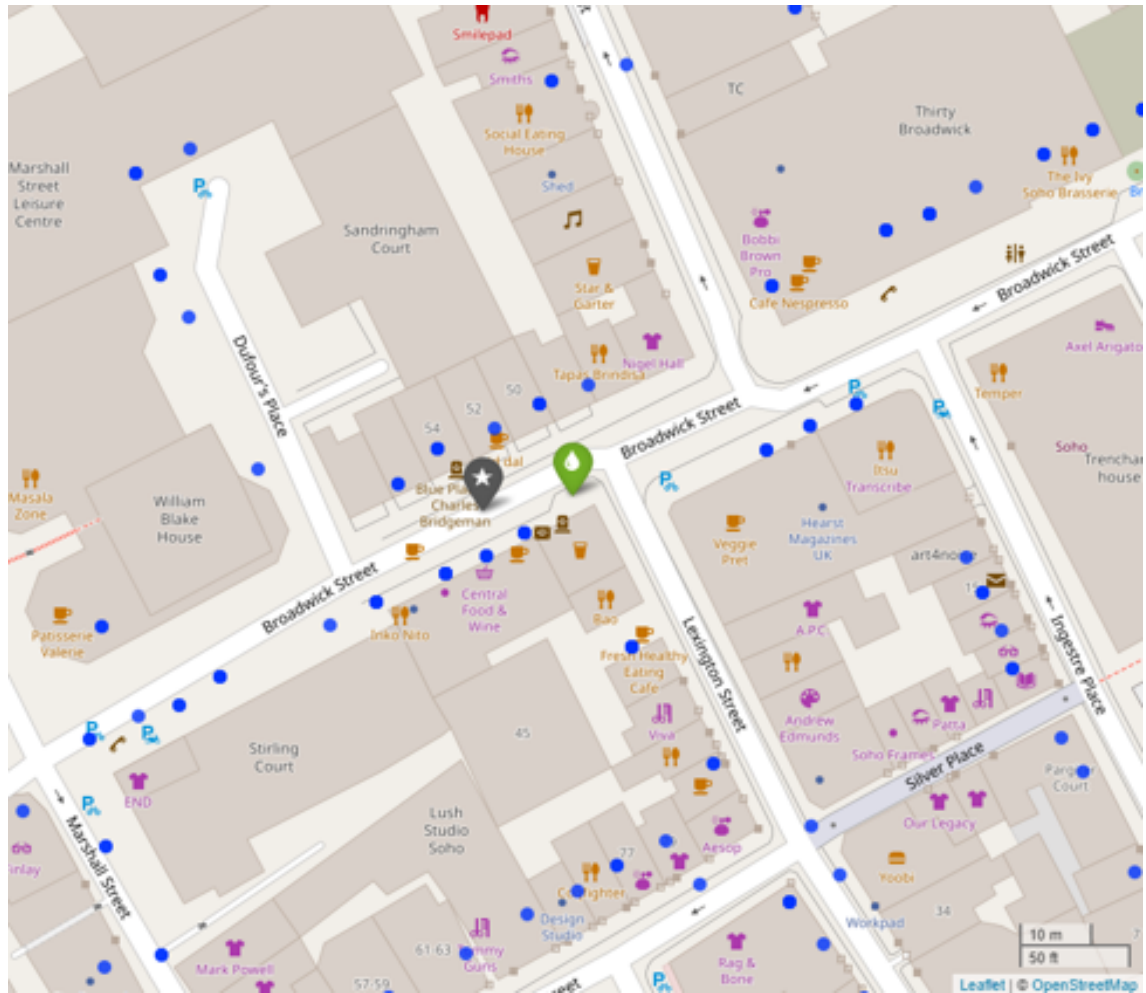 Smilepad
Smiths
TC
Thirty
Broadwick
Social Eating
House
The Ivy
Soho Brasserie
Marshall
Street
Leisure
Centre
P
Shed
Sandringham
Court
Bobbi
Brown
Pro
Star &
Garter
Cafe Nespresso
Broadwick Street
Dufour's Place
Nigel Hall
Tapas Brindisa
Axel Arigato
50
52
54
Temper
P
P
Broadwick Street
Soho
Trenchard
house
Itsu
Transcribe
P
Masala
Zone
William
Blake
House
Charles
Bridgeman
Hearst
Magazines
UK
Veggie
Pret
art4noise
Broadwick Street
Central
Food &
Wine
Inko Nito
Bao
A.P.C
Ingestre Place
Patisserie
Valerie
Lexington Street
Fresh Healthy
Eating
Cafe
Viva
Andrew
Edmunds
Patta
Soho Frames
P
P
Stirling
Court
45
Silver Place
Court
END
P
Lush
Studio
Soho
Our Legacy
Marshall Street
Aesop
77
Yoobi
Design
Studio
Workpad
34
61-63
Tommy
Guns
Mark Powell
57-59
Street
P
Rag &
Bone
7
10 m
50 ft
Leaflet | © OpenStreetMap